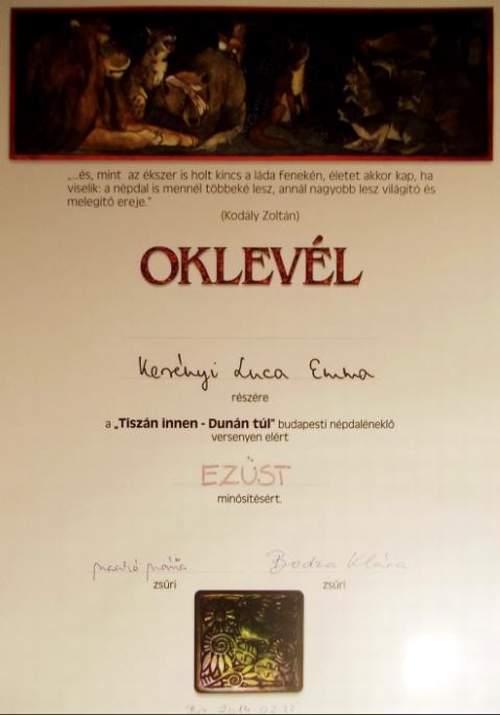 „...és, mint az ékszer is holt kincs a láda fenekén, életet akkor kap, ha
viselik: a népdal is mennél többeké lesz, annál nagyobb lesz világító és
melegítő ereje."
(Kodály Zoltán)
OKLEVÉL
Kerényi Luca Emma
részére
a „Tiszán innen - Dunán túl" budapesti népdaléneklő
versenyen elért
EZÜST
minősítésért.
Bodza Klára
zsűri zsűri